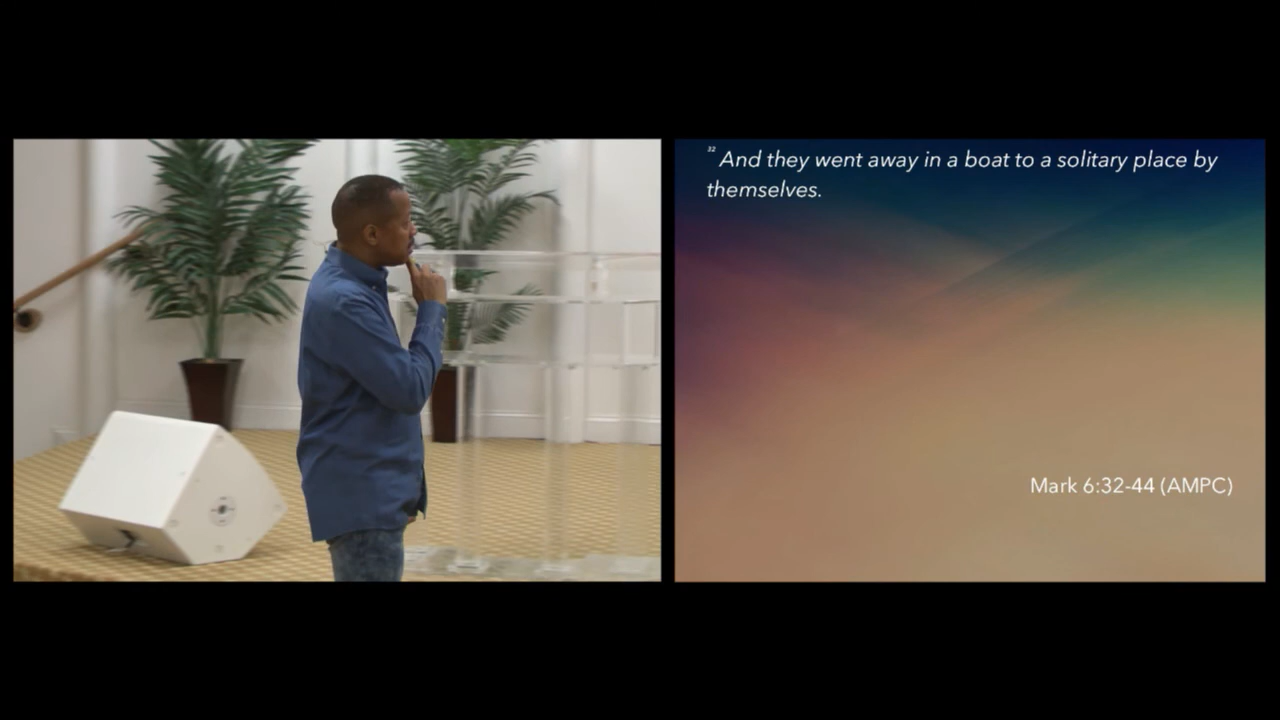 32 And they went away in a boat to a solitary place by
themselves.
Mark 6:32-44 (AMPC)